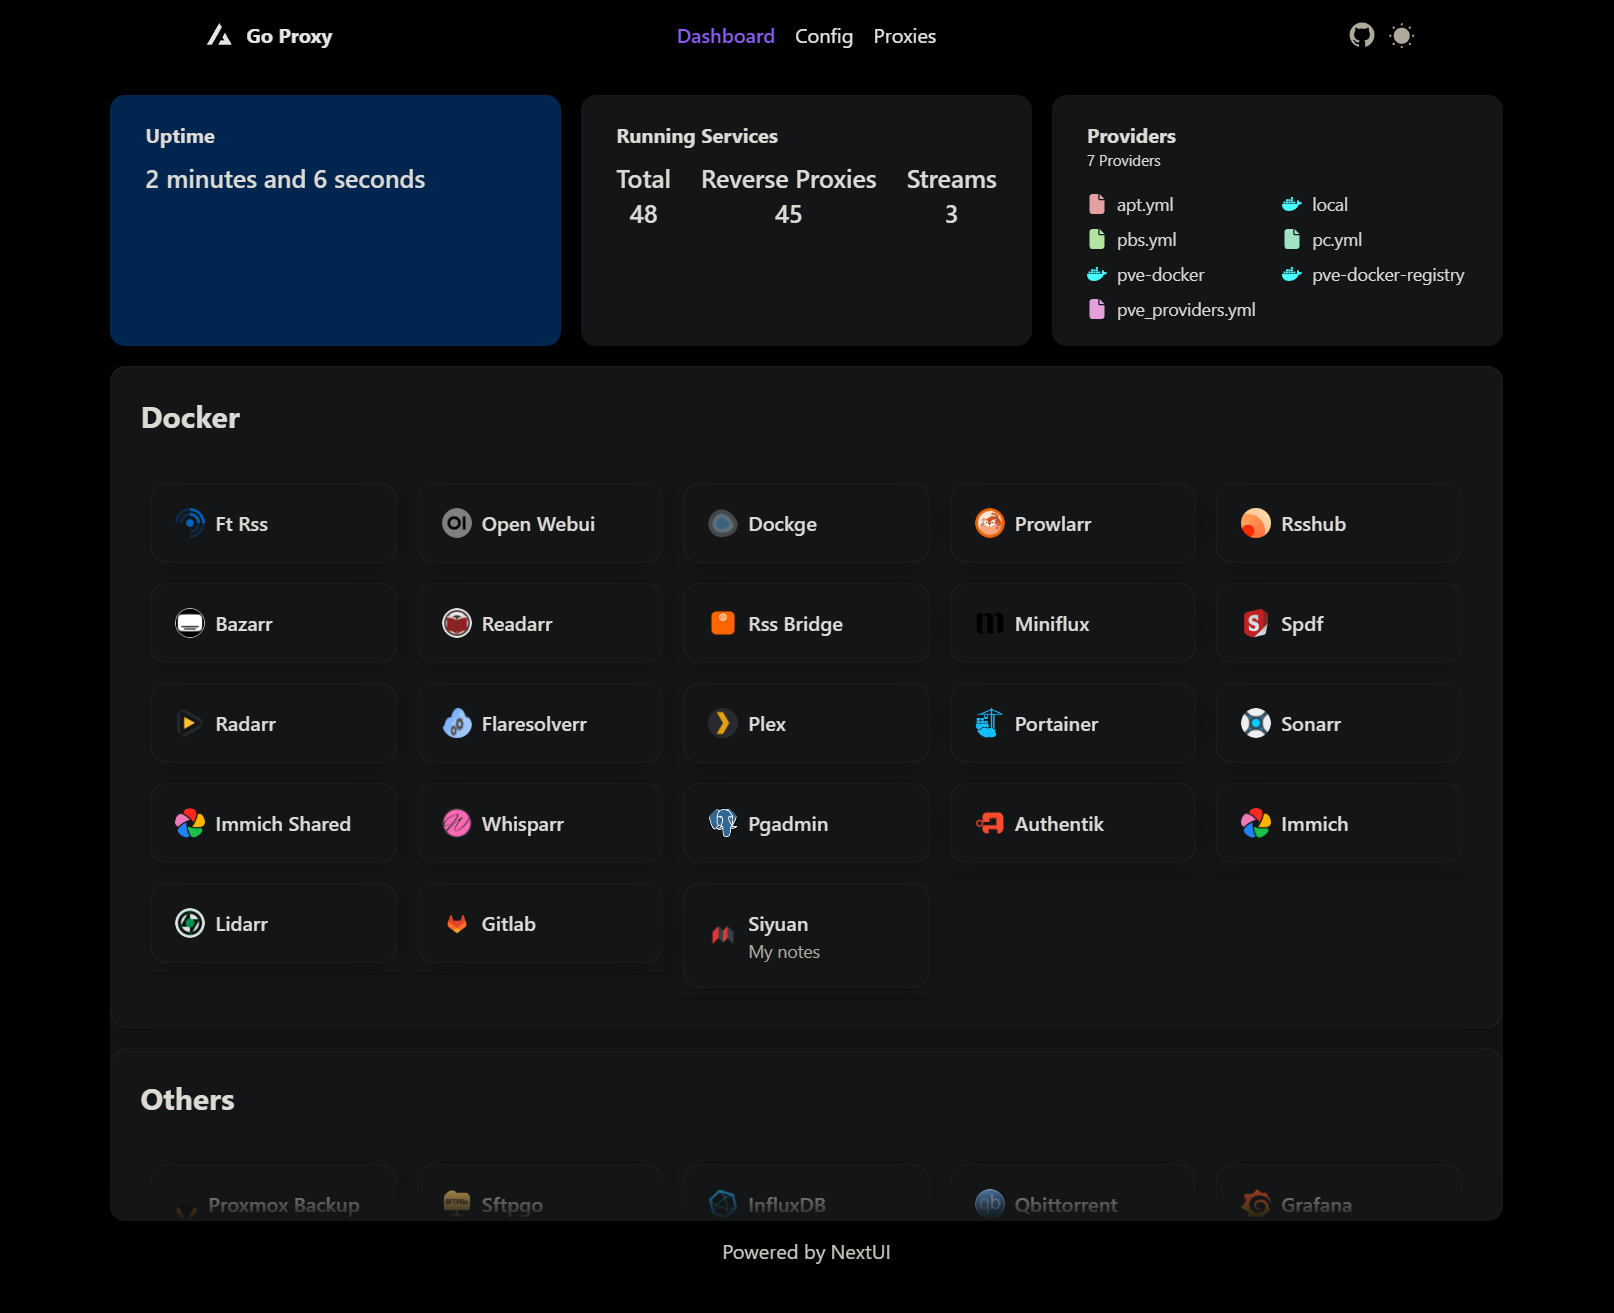 Go Proxy
Dashboard Config Proxies
Uptime
2 minutes and 6 seconds
Running Services
Total Reverse Proxies Streams
48 45 3
Providers
7 Providers
apt.yml local
pbs.yml pc.yml
pve-docker pve-docker-registry
pve_providers.yml
Docker
Ft Rss Open Webui Dockge Prowlarr Rsshub
Bazarr Readarr Rss Bridge Miniflux Spdf
Radarr Flaresolverr Plex Portainer Sonarr
Immich Shared Whisparr Pgadmin Authentik Immich
Lidarr Gitlab Siyuan
My notes
Others
Proxmox Backup Sftpgo InfluxDB Qbittorrent Grafana
Powered by NextUI